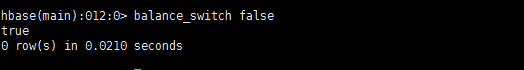 hbase(main):012:0> balance_switch false
true
0 row(s) in 0.0210 seconds